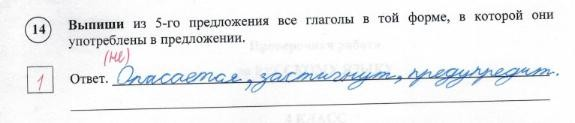 14 Выпиши из 5-го предложения все глаголы в той форме, в которой они
употреблены в предложении.
(не)
1 Ответ. Опасается, застигнут, предупредит.